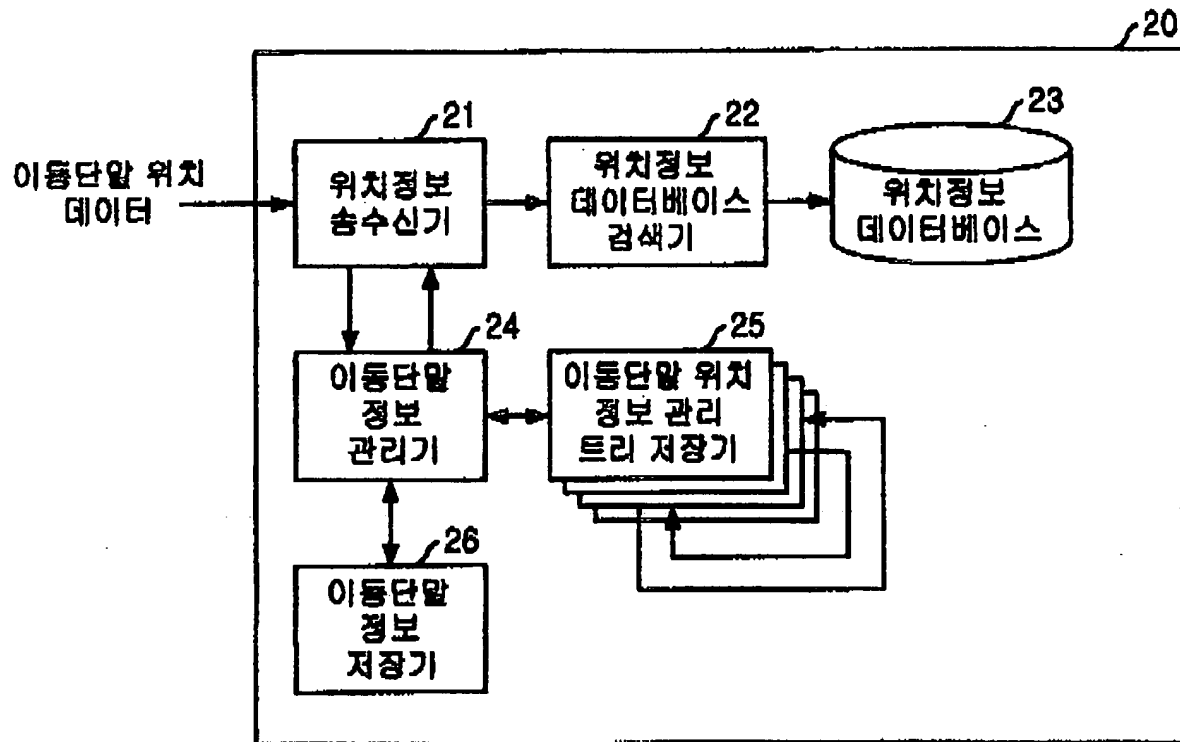 20
21
22
23
이동단말 위치
데이터
위치정보
송수신기
위치정보
데이터베이스
검색기
위치정보
데이터베이스
24
25
이동단말
정보
관리기
이동단말 위치
정보 관리
트리 저장기
26
이동단말
정보
저장기